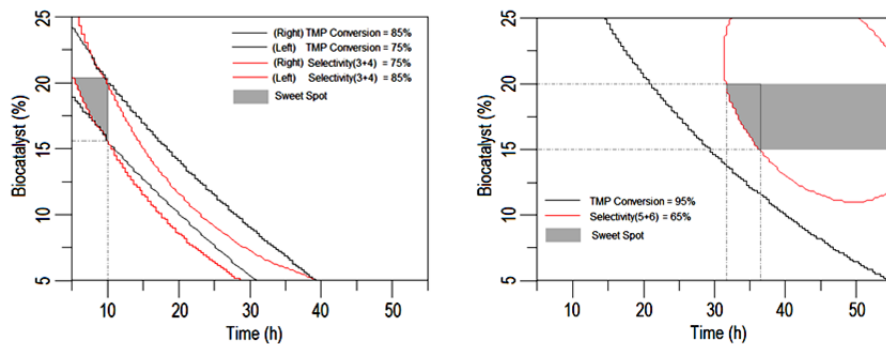 25
20
15
10
5
Biocatalyst (%)
(Right) TMP Conversion = 85%
(Left) TMP Conversion = 75%
(Right) Selectivity(3+4) = 75%
(Left) Selectivity(3+4) = 85%
Sweet Spot
10 20 30 40 50
Time (h)
25
20
15
10
5
Biocatalyst (%)
TMP Conversion = 95%
Selectivity(5+6) = 65%
Sweet Spot
10 20 30 40 50
Time (h)